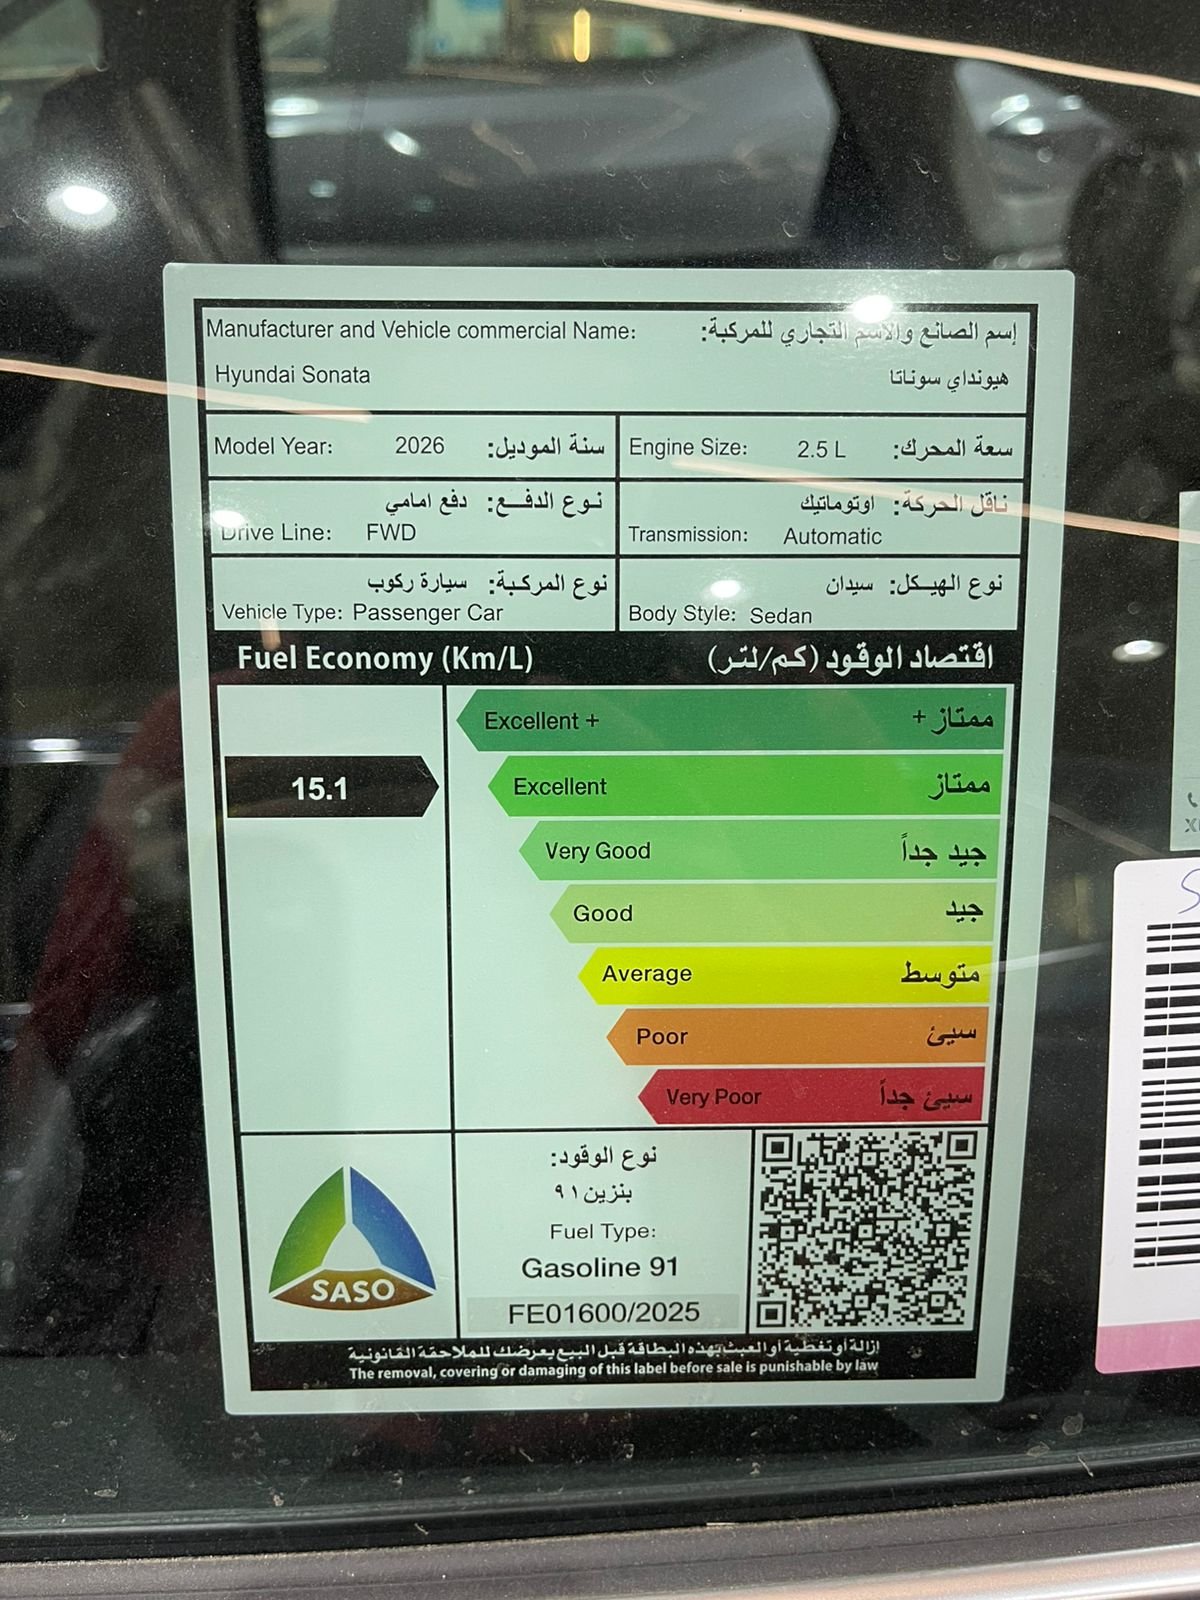 Manufacturer and Vehicle commercial Name: إسم الصانع والاسم التجاري للمركبة:
Hyundai Sonata هيونداي سوناتا
Model Year: 2026 سنة الموديل:
Engine Size: 2.5 L سعة المحرك:
نوع الدفـــع: دفع امامي
Drive Line: FWD
ناقل الحركة: اوتوماتيك
Transmission: Automatic
نوع المركبة: سيارة ركوب
Vehicle Type: Passenger Car
نوع الهيكل: سيدان
Body Style: Sedan
Fuel Economy (Km/L) اقتصاد الوقود (كم/لتر)
Excellent + ممتاز +
15.1
Excellent ممتاز
Very Good جيد جداً
Good جيد
Average متوسط
Poor سيئ
Very Poor سيئ جداً
SASO
نوع الوقود:
بنزين ٩١
Fuel Type:
Gasoline 91
FE01600/2025
إزالة أو تغطية أو العبث بهذه البطاقة قبل البيع يعرضك للملاحقة القانونية
The removal, covering or damaging of this label before sale is punishable by law